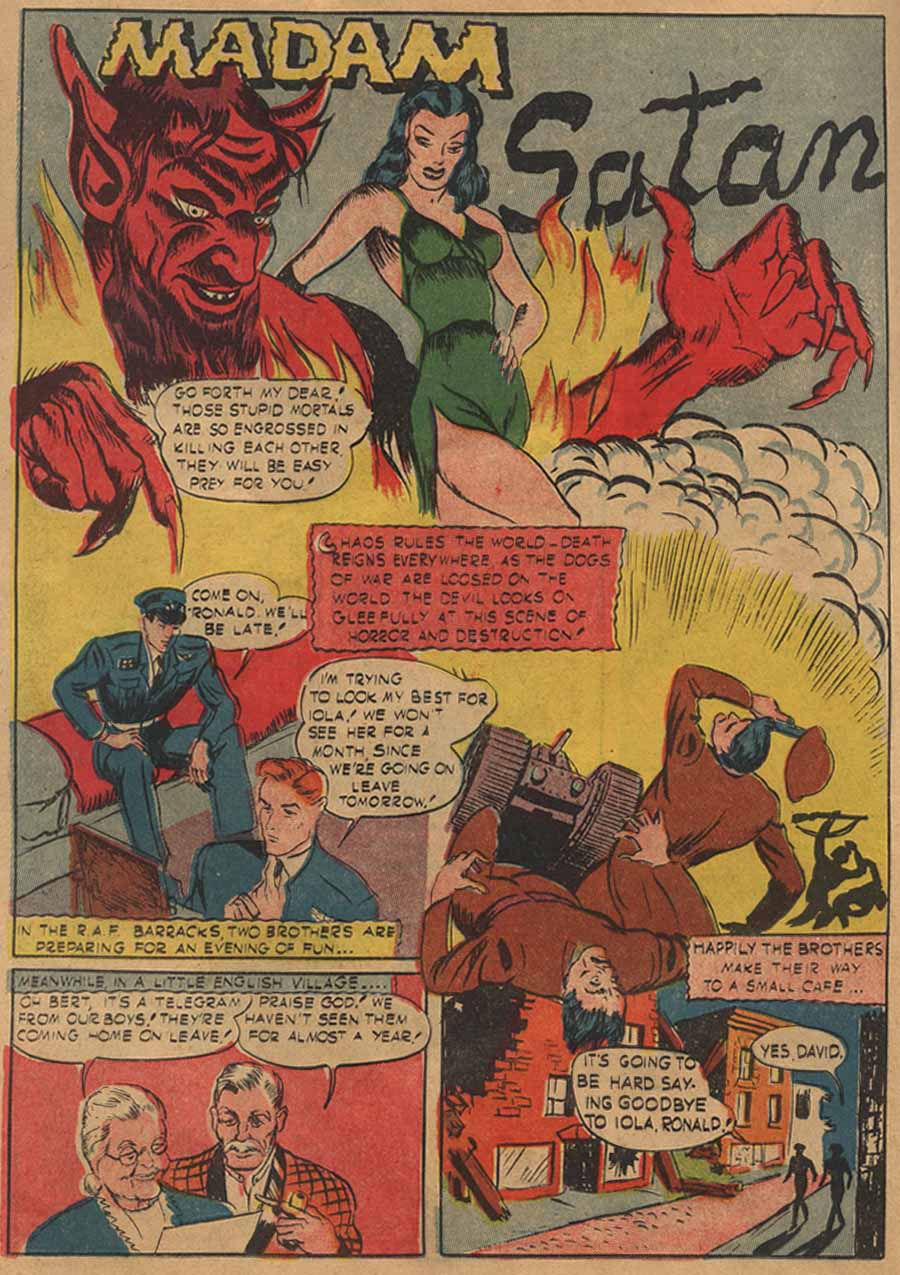 MADAM
Satan
GO FORTH MY DEAR!
THOSE STUPID MORTALS
ARE SO ENGROSSED IN
KILLING EACH OTHER,
THEY WILL BE EASY
PREY FOR YOU!
CHAOS RULES THE WORLD-DEATH
REIGNS EVERYWHERE, AS THE DOGS
OF WAR ARE LOOSED ON THE
WORLD. THE DEVIL LOOKS ON
GLEEFULLY AT THIS SCENE OF
HORROR AND DESTRUCTION!
COME ON,
RONALD. WE'LL
BE LATE!
I'M TRYING
TO LOOK MY BEST FOR
IOLA! WE WON'T
SEE HER FOR A
MONTH, SINCE
WE'RE GOING ON
LEAVE
TOMORROW!
IN THE R.A.F. BARRACKS, TWO BROTHERS ARE
PREPARING FOR AN EVENING OF FUN...
MEANWHILE, IN A LITTLE ENGLISH VILLAGE....
OH BERT, IT'S A TELEGRAM
FROM OUR BOYS! THEY'RE
COMING HOME ON LEAVE!
PRAISE GOD! WE
HAVEN'T SEEN THEM
FOR ALMOST A YEAR!
HAPPILY THE BROTHERS
MAKE THEIR WAY
TO A SMALL CAFE...
IT'S GOING TO
BE HARD SAY-
ING GOODBYE
TO IOLA, RONALD!
YES, DAVID.